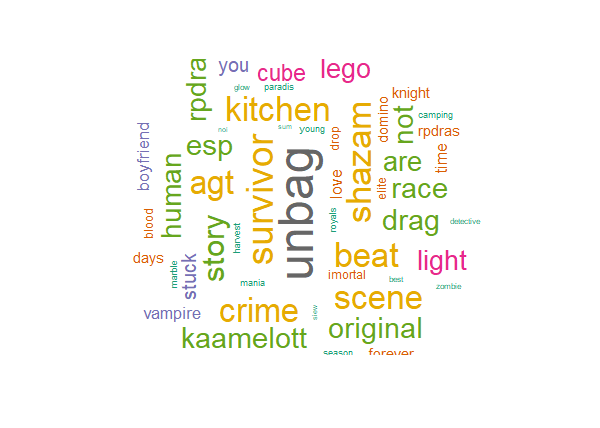 rpdra
you
cube
lego
glow
paradis
kitchen
knight
domino
not
camping
rpdras
noi
sum
young
drop
shazam
boyfriend
esp
survivor
unbag
are
time
human
agt
love
elite
race
blood
story
harvest
royals
drag
detective
days
marble
stuck
beat
light
mania
imortal
best
zombie
vampire
crime
siew
scene
kaamelott
original
season
forever